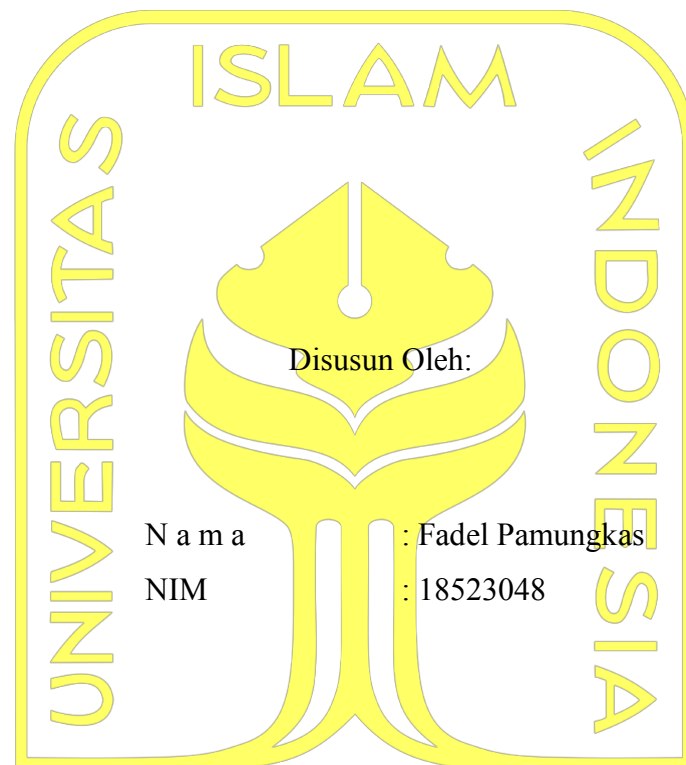 ISLAM
UNIVERSITAS
INDONESIA
Disusun Oleh:
N a m a : Fadel Pamungkas
NIM : 18523048